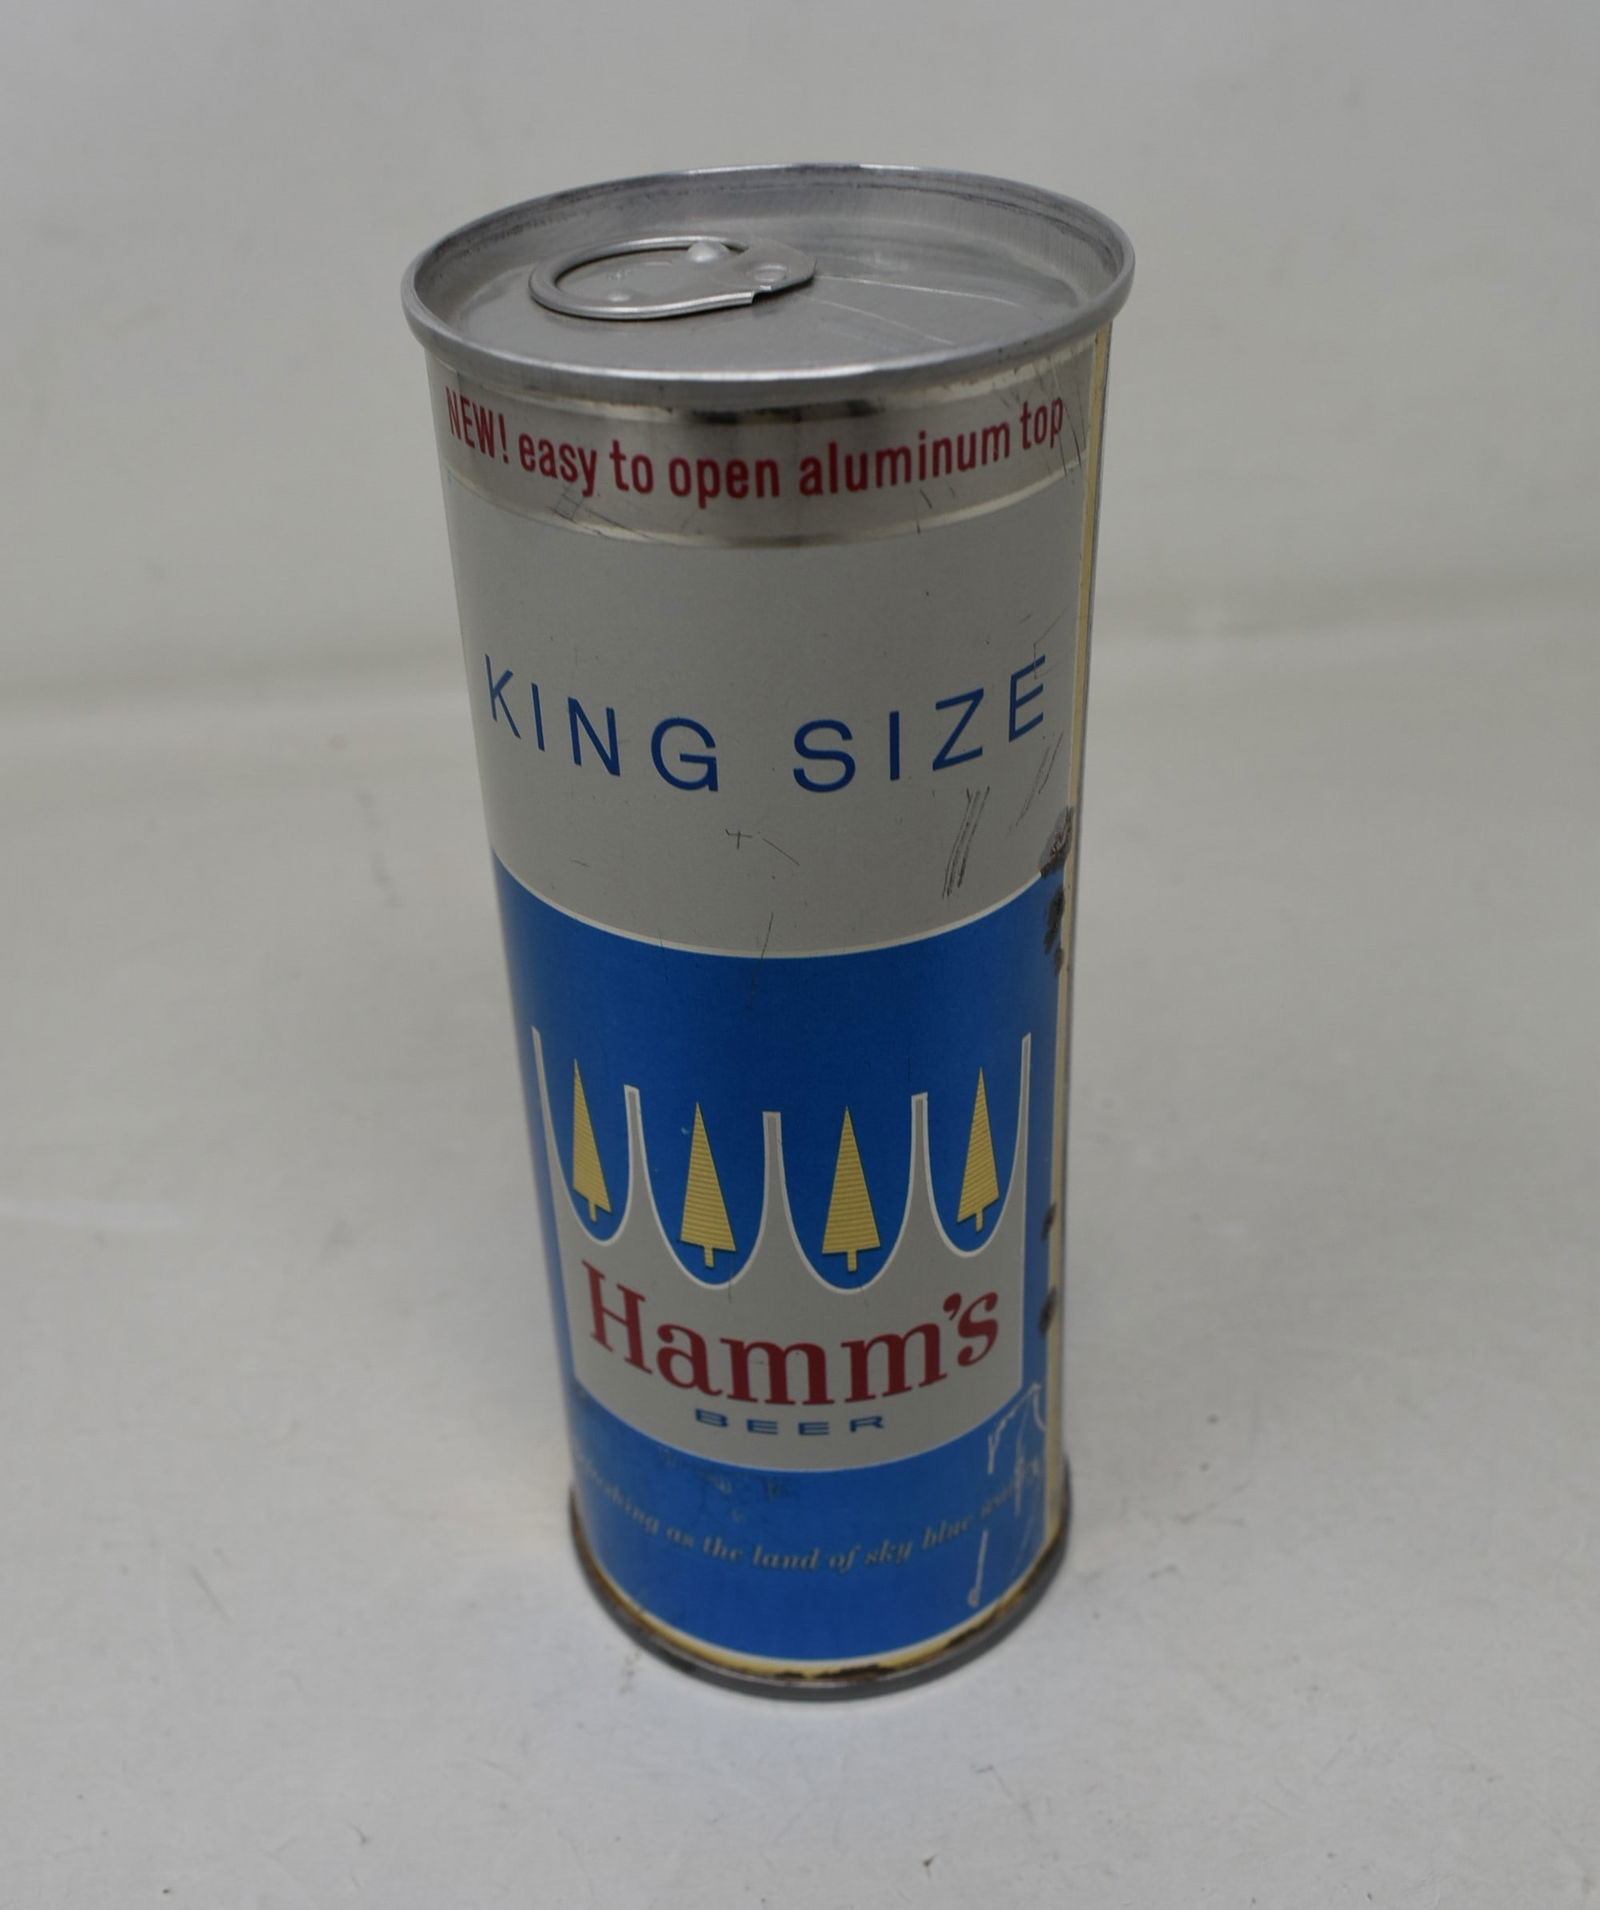 NEW! easy to open aluminum top
KING SIZE
Hamm's
BEER
as the land of sky blue